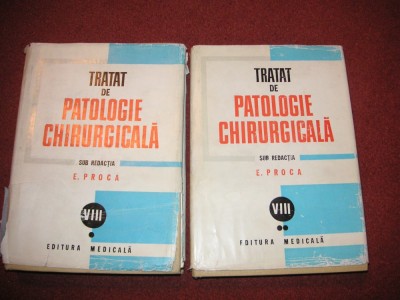 TRATAT
DE
PATOLOGIE
CHIRURGICALĂ
SUB REDACȚIA
E. PROCA
VIII
EDITURA MEDICALĂ
TRATAT
DE
PATOLOGIE
CHIRURGICALĂ
SUB REDACȚIA
E. PROCA
VIII
EDITURA MEDICALĂ